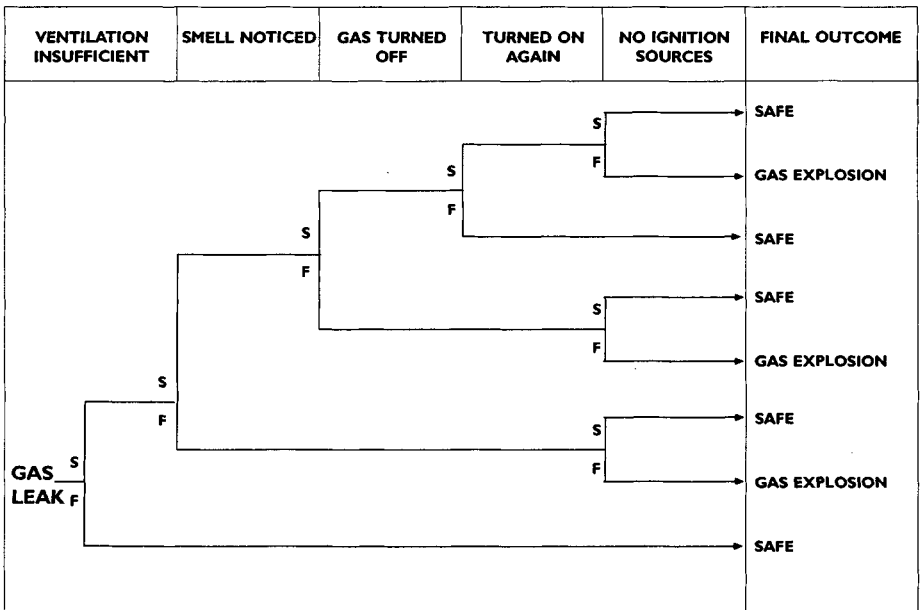 VENTILATION
INSUFFICIENT
SMELL NOTICED
GAS TURNED
OFF
TURNED ON
AGAIN
NO IGNITION
SOURCES
FINAL OUTCOME
S
SAFE
F
GAS EXPLOSION
S
F
SAFE
S
F
S
SAFE
F
GAS EXPLOSION
S
F
S
SAFE
F
GAS EXPLOSION
GAS
LEAK
S
F
SAFE